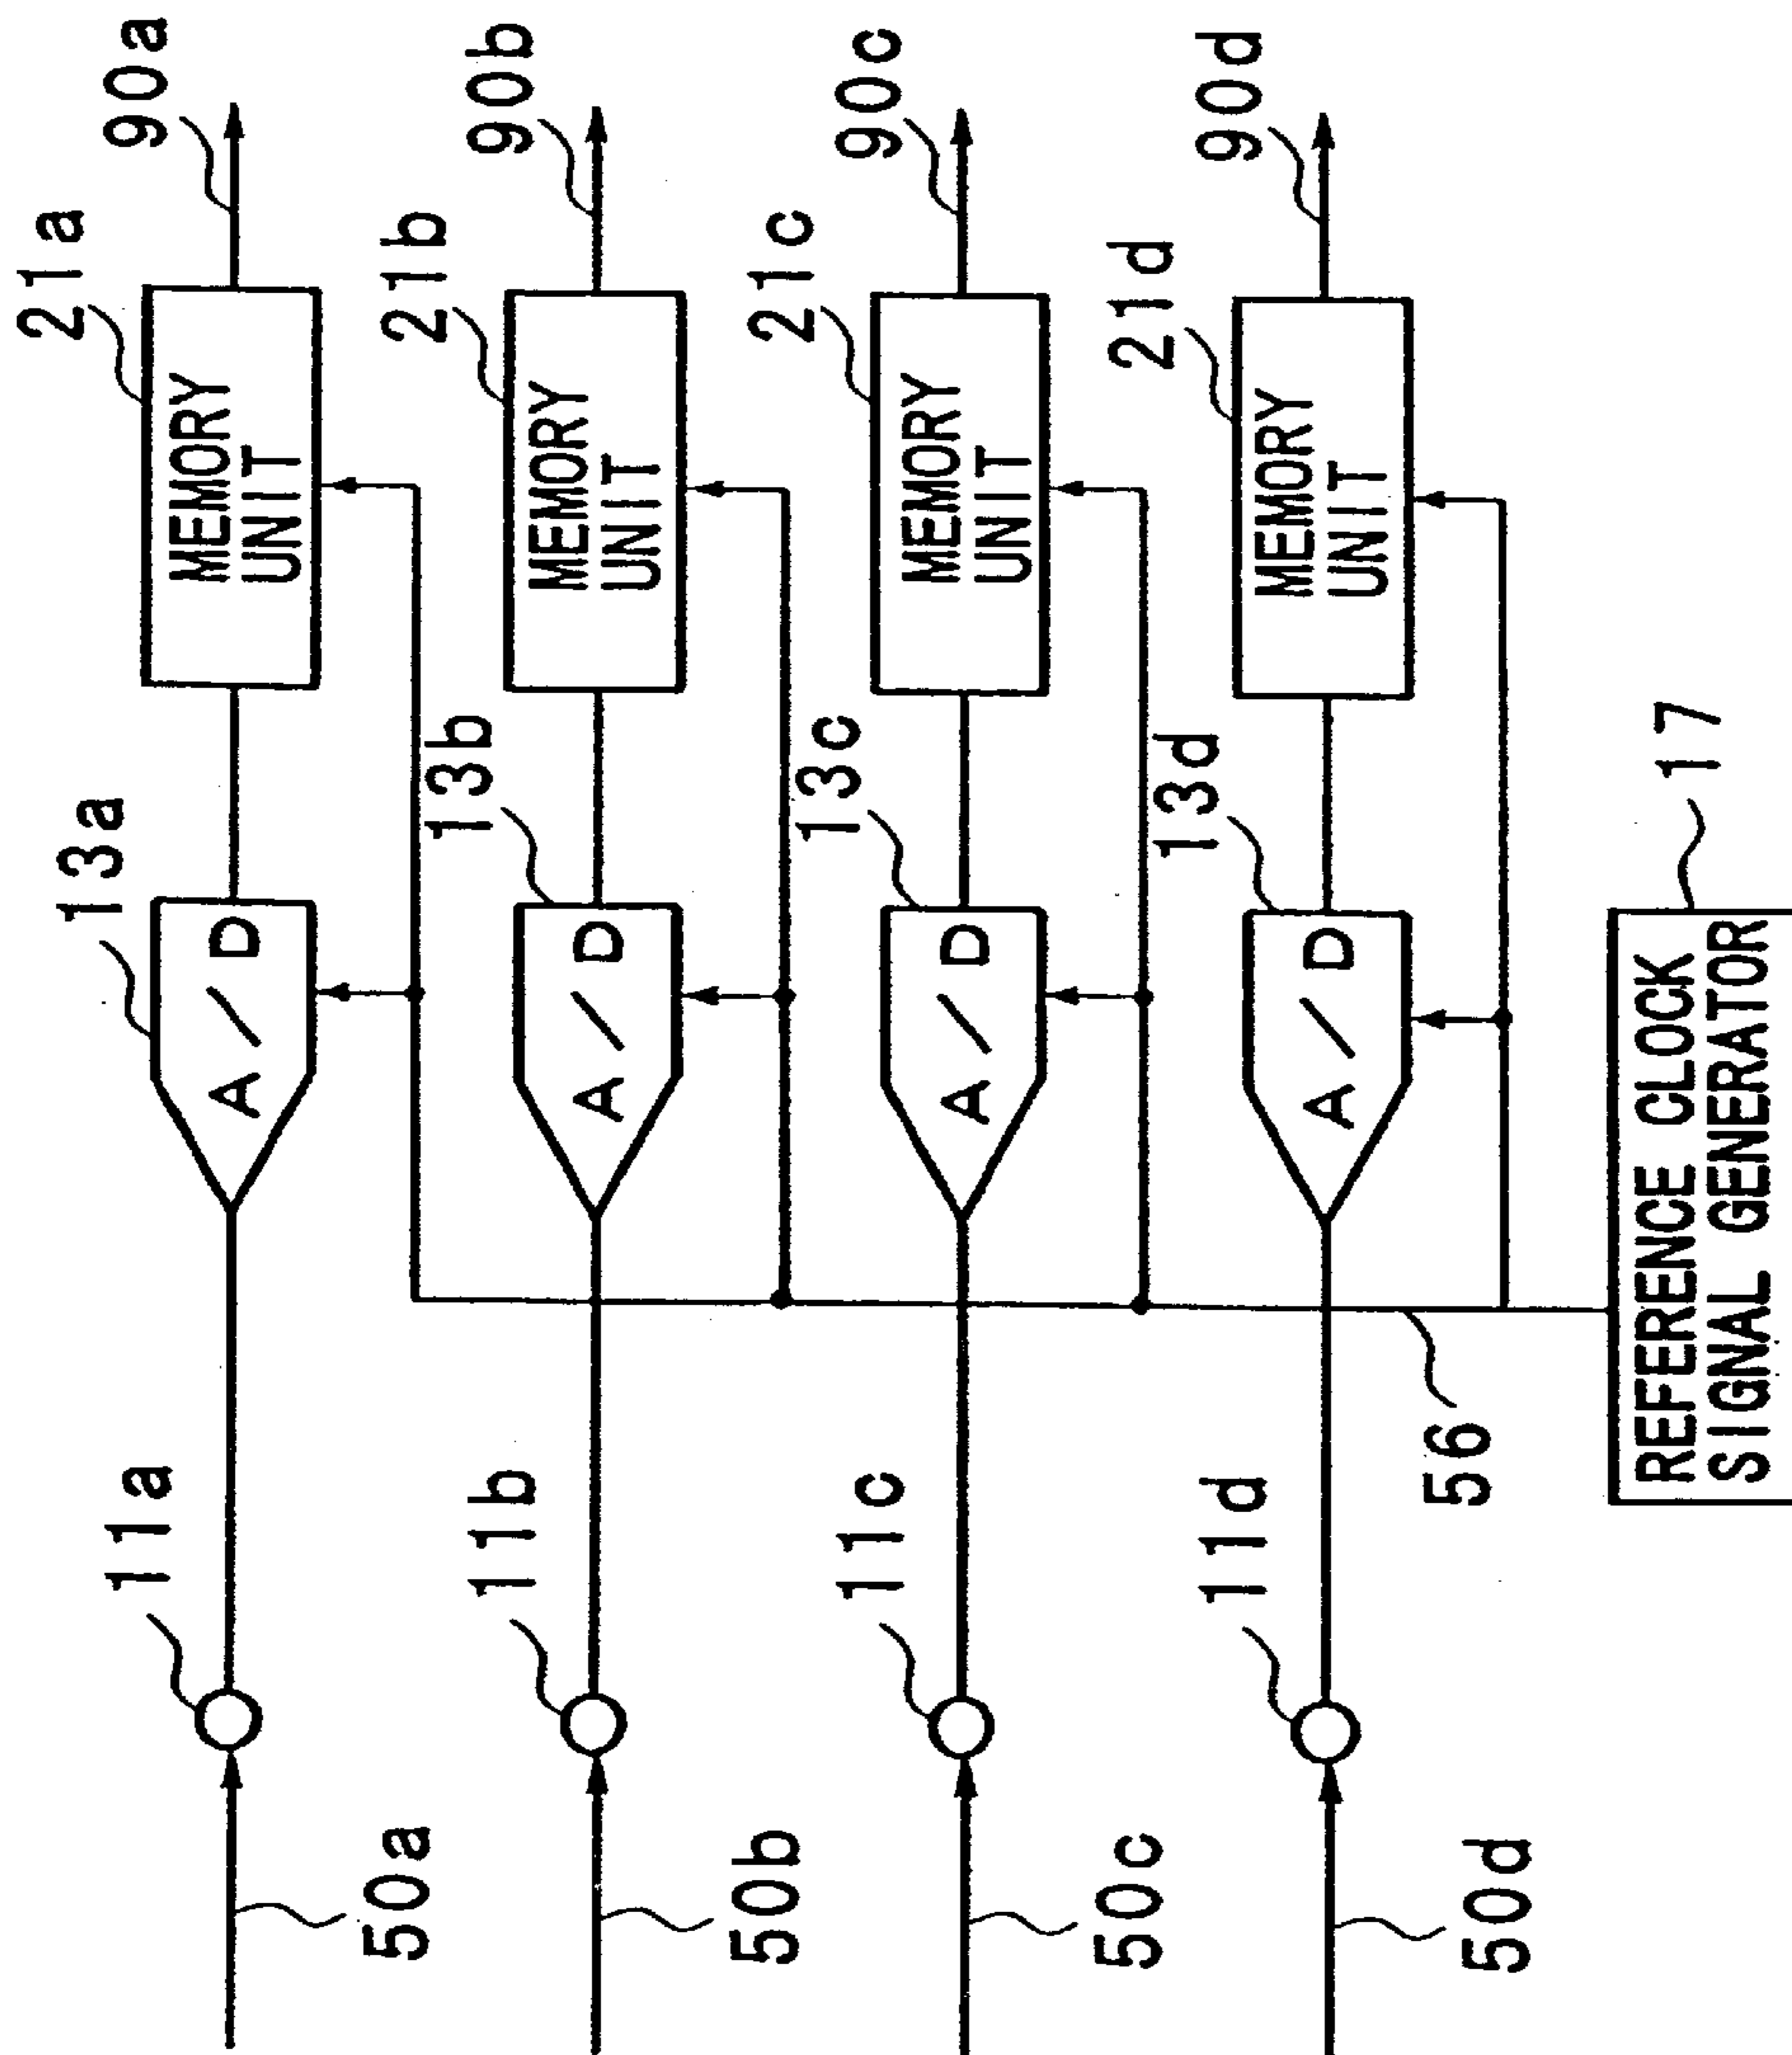 50a
11a
13a
A/D
21a
MEMORY
UNIT
90a
50b
11b
13b
A/D
21b
MEMORY
UNIT
90b
50c
11c
13c
A/D
21c
MEMORY
UNIT
90c
50d
11d
13d
A/D
21d
MEMORY
UNIT
90d
56
REFERENCE CLOCK
SIGNAL GENERATOR
17